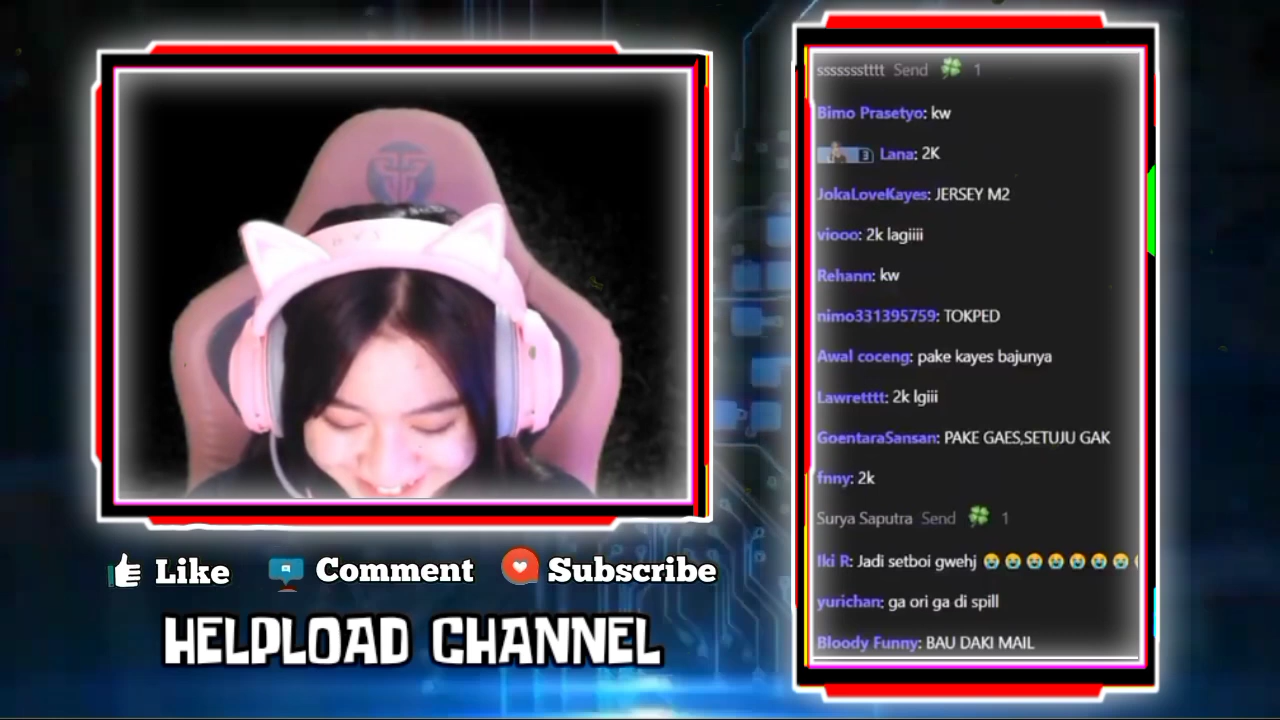 Like
Comment
Subscribe
HELPLOAD CHANNEL
ssssssstttt Send 1
Bimo Prasetyo: kw
3 Lana: 2K
JokaLoveKayes: JERSEY M2
viooo: 2k lagiiii
Rehann: kw
nimo331395759: TOKPED
Awal coceng: pake kayes bajunya
Lawretttt: 2k lgiii
GoentaraSansan: PAKE GAES,SETUJU GAK
fnny: 2k
Surya Saputra Send 1
Iki R: Jadi setboi gwehj 😭😭😭😭😭😭😭
yurichan: ga ori ga di spill
Bloody Funny: BAU DAKI MAIL